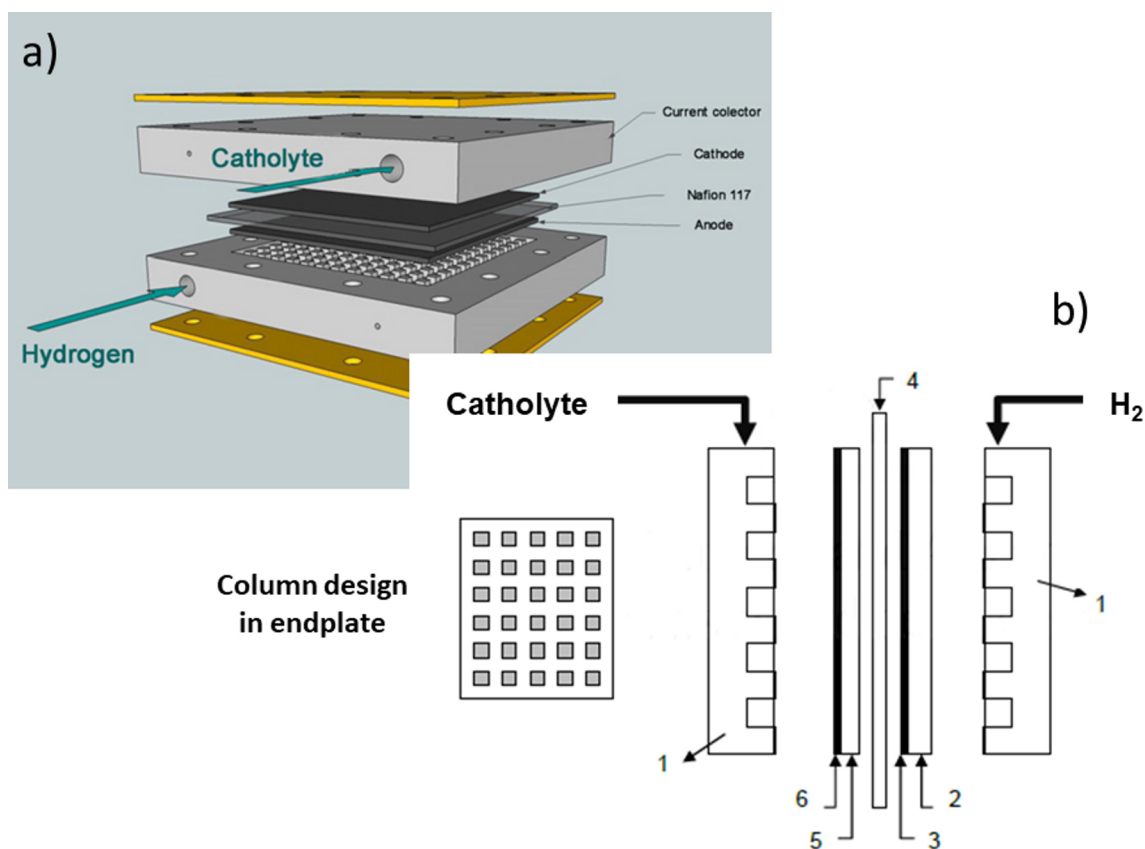 a)
Current colector
Catholyte
Cathode
Nafion 117
Anode
Hydrogen
b)
4
Catholyte
H2
Column design
in endplate
1
1
6
2
5
3